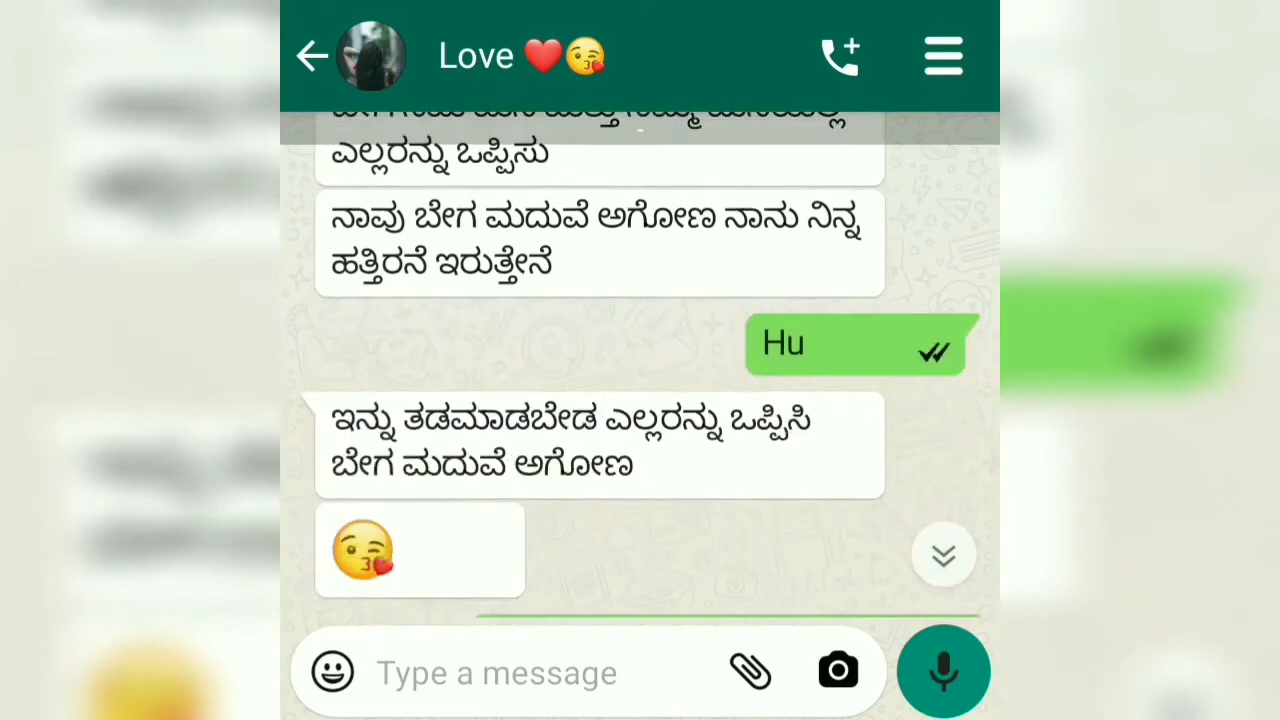 Love ❤️😘
ಎಲ್ಲರನ್ನು ಒಪ್ಪಿಸು
ನಾವು ಬೇಗ ಮದುವೆ ಅಗೋಣ ನಾನು ನಿನ್ನ
ಹತ್ತಿರನೆ ಇರುತ್ತೇನೆ
Hu
ಇನ್ನು ತಡಮಾಡಬೇಡ ಎಲ್ಲರನ್ನು ಒಪ್ಪಿಸಿ
ಬೇಗ ಮದುವೆ ಅಗೋಣ
😘
Type a message